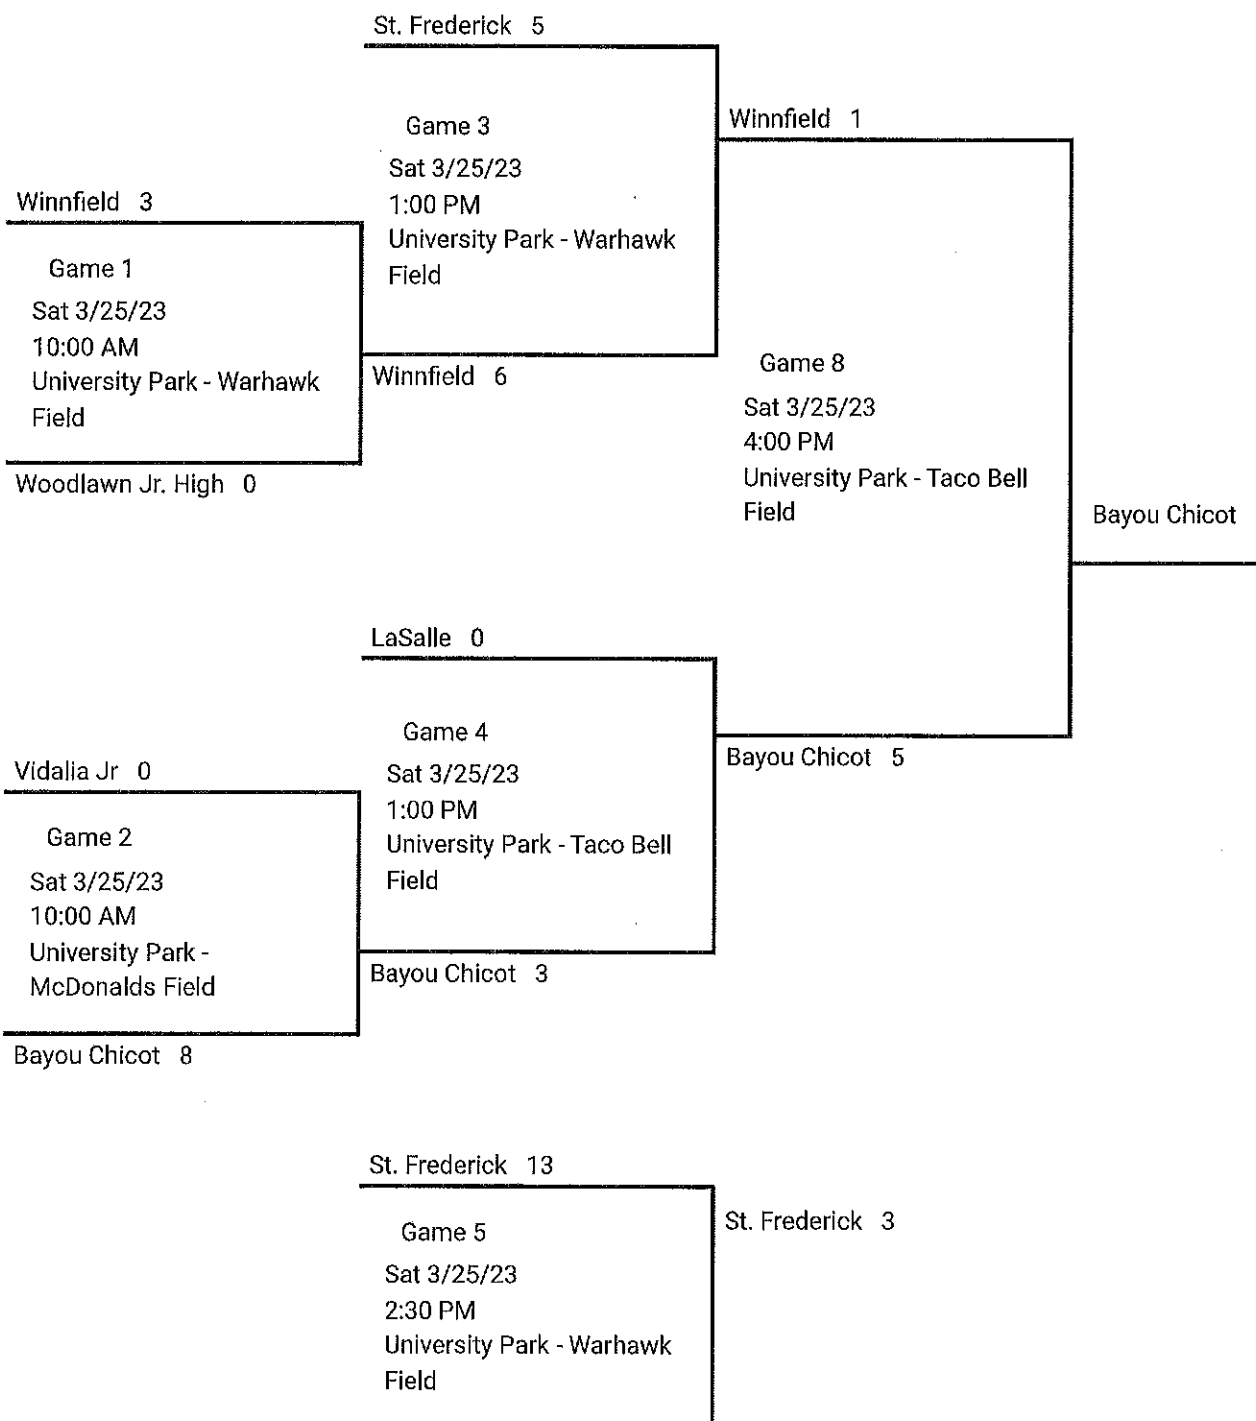 St. Frederick 5
Game 3
Sat 3/25/23
1:00 PM
University Park - Warhawk
Field
Winnfield 1
Winnfield 3
Game 1
Sat 3/25/23
10:00 AM
University Park - Warhawk
Field
Winnfield 6
Woodlawn Jr. High 0
Game 8
Sat 3/25/23
4:00 PM
University Park - Taco Bell
Field
Bayou Chicot
LaSalle 0
Game 4
Sat 3/25/23
1:00 PM
University Park - Taco Bell
Field
Bayou Chicot 5
Vidalia Jr 0
Game 2
Sat 3/25/23
10:00 AM
University Park -
McDonalds Field
Bayou Chicot 3
Bayou Chicot 8
St. Frederick 13
Game 5
Sat 3/25/23
2:30 PM
University Park - Warhawk
Field
St. Frederick 3